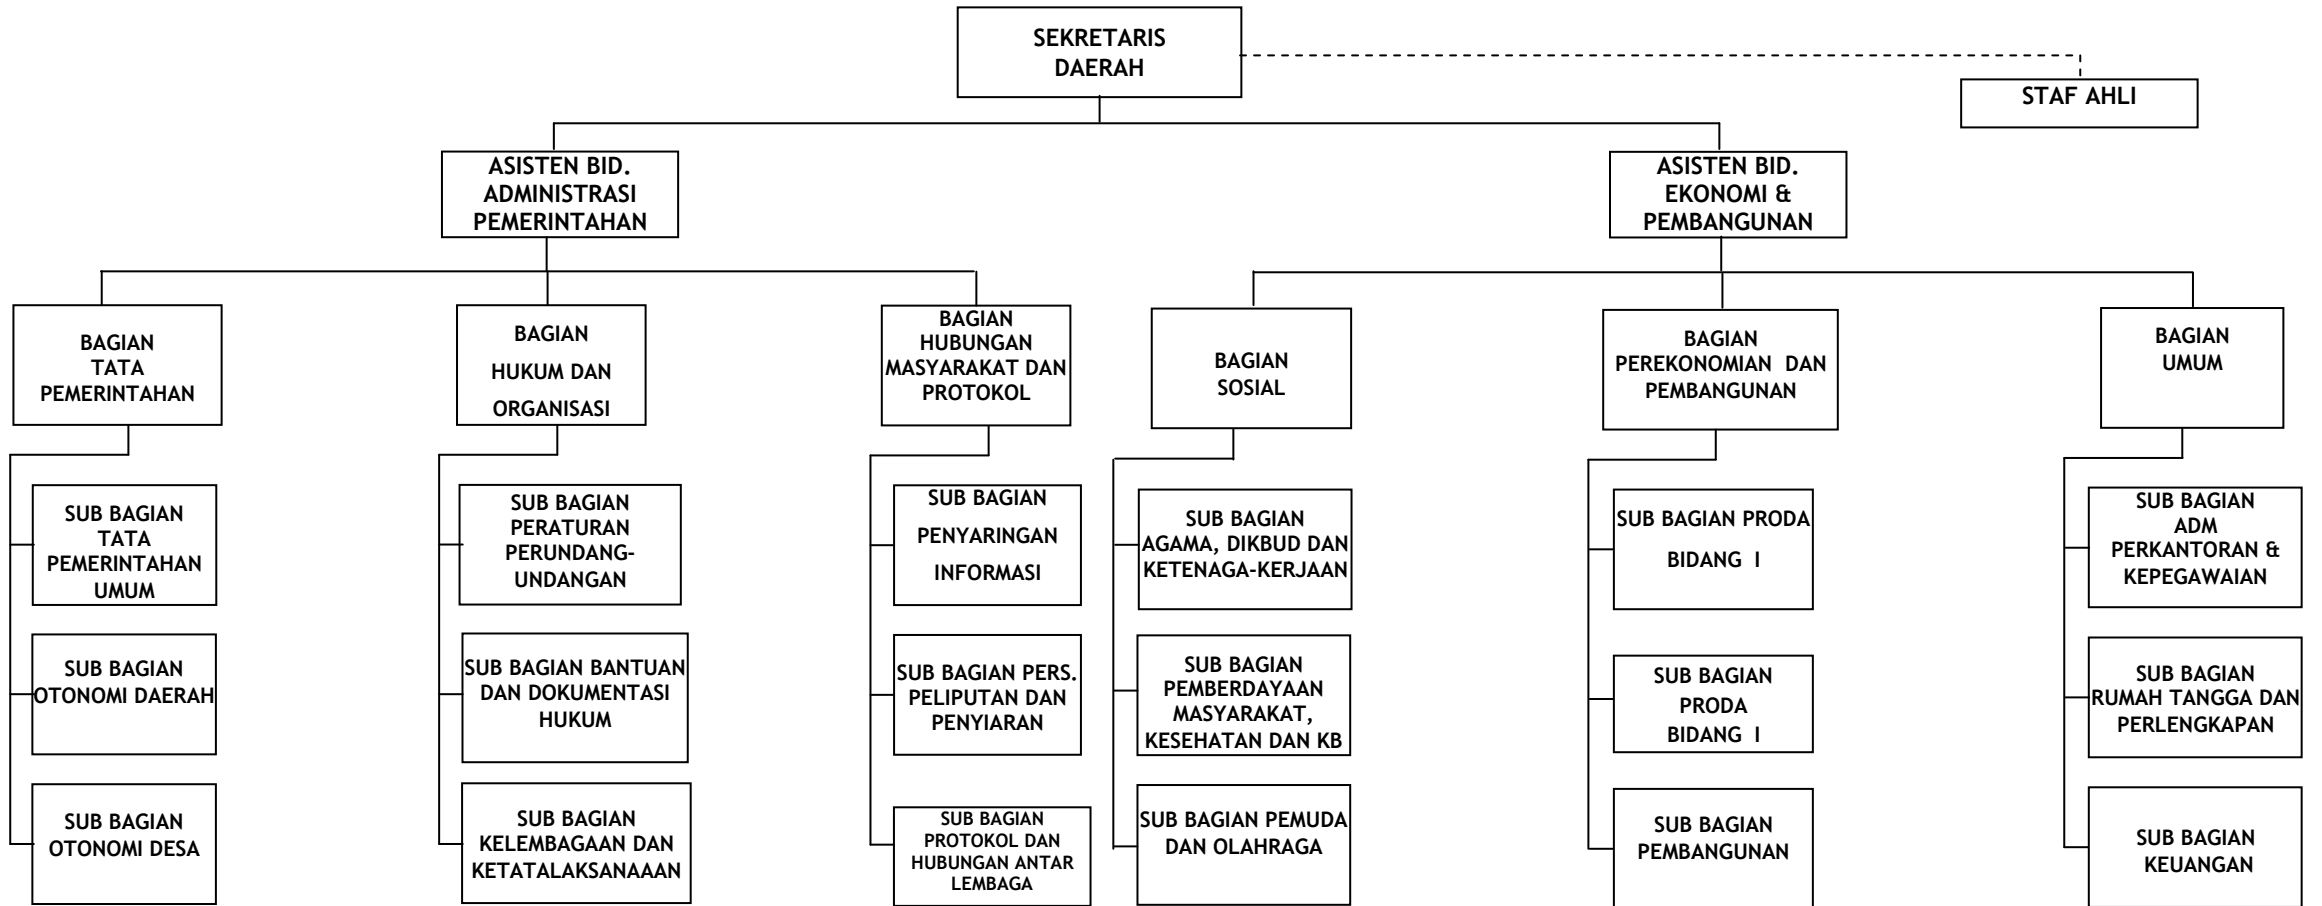 SEKRETARIS
DAERAH
STAF AHLI
ASISTEN BID.
ADMINISTRASI
PEMERINTAHAN
ASISTEN BID.
EKONOMI &
PEMBANGUNAN
BAGIAN
TATA
PEMERINTAHAN
BAGIAN
HUKUM DAN
ORGANISASI
BAGIAN
HUBUNGAN
MASYARAKAT DAN
PROTOKOL
BAGIAN
SOSIAL
BAGIAN
PEREKONOMIAN DAN
PEMBANGUNAN
BAGIAN
UMUM
SUB BAGIAN
TATA
PEMERINTAHAN
UMUM
SUB BAGIAN
PERATURAN
PERUNDANG-
UNDANGAN
SUB BAGIAN
PENYARINGAN
INFORMASI
SUB BAGIAN
AGAMA, DIKBUD DAN
KETENAGA-KERJAAN
SUB BAGIAN PRODA
BIDANG I
SUB BAGIAN
ADM
PERKANTORAN &
KEPEGAWAIAN
SUB BAGIAN
OTONOMI DAERAH
SUB BAGIAN BANTUAN
DAN DOKUMENTASI
HUKUM
SUB BAGIAN PERS.
PELIPUTAN DAN
PENYIARAN
SUB BAGIAN
PEMBERDAYAAN
MASYARAKAT,
KESEHATAN DAN KB
SUB BAGIAN
PRODA
BIDANG I
SUB BAGIAN
RUMAH TANGGA DAN
PERLENGKAPAN
SUB BAGIAN
OTONOMI DESA
SUB BAGIAN
KELEMBAGAAN DAN
KETATALAKSANAAAN
SUB BAGIAN
PROTOKOL DAN
HUBUNGAN ANTAR
LEMBAGA
SUB BAGIAN PEMUDA
DAN OLAHRAGA
SUB BAGIAN
PEMBANGUNAN
SUB BAGIAN
KEUANGAN